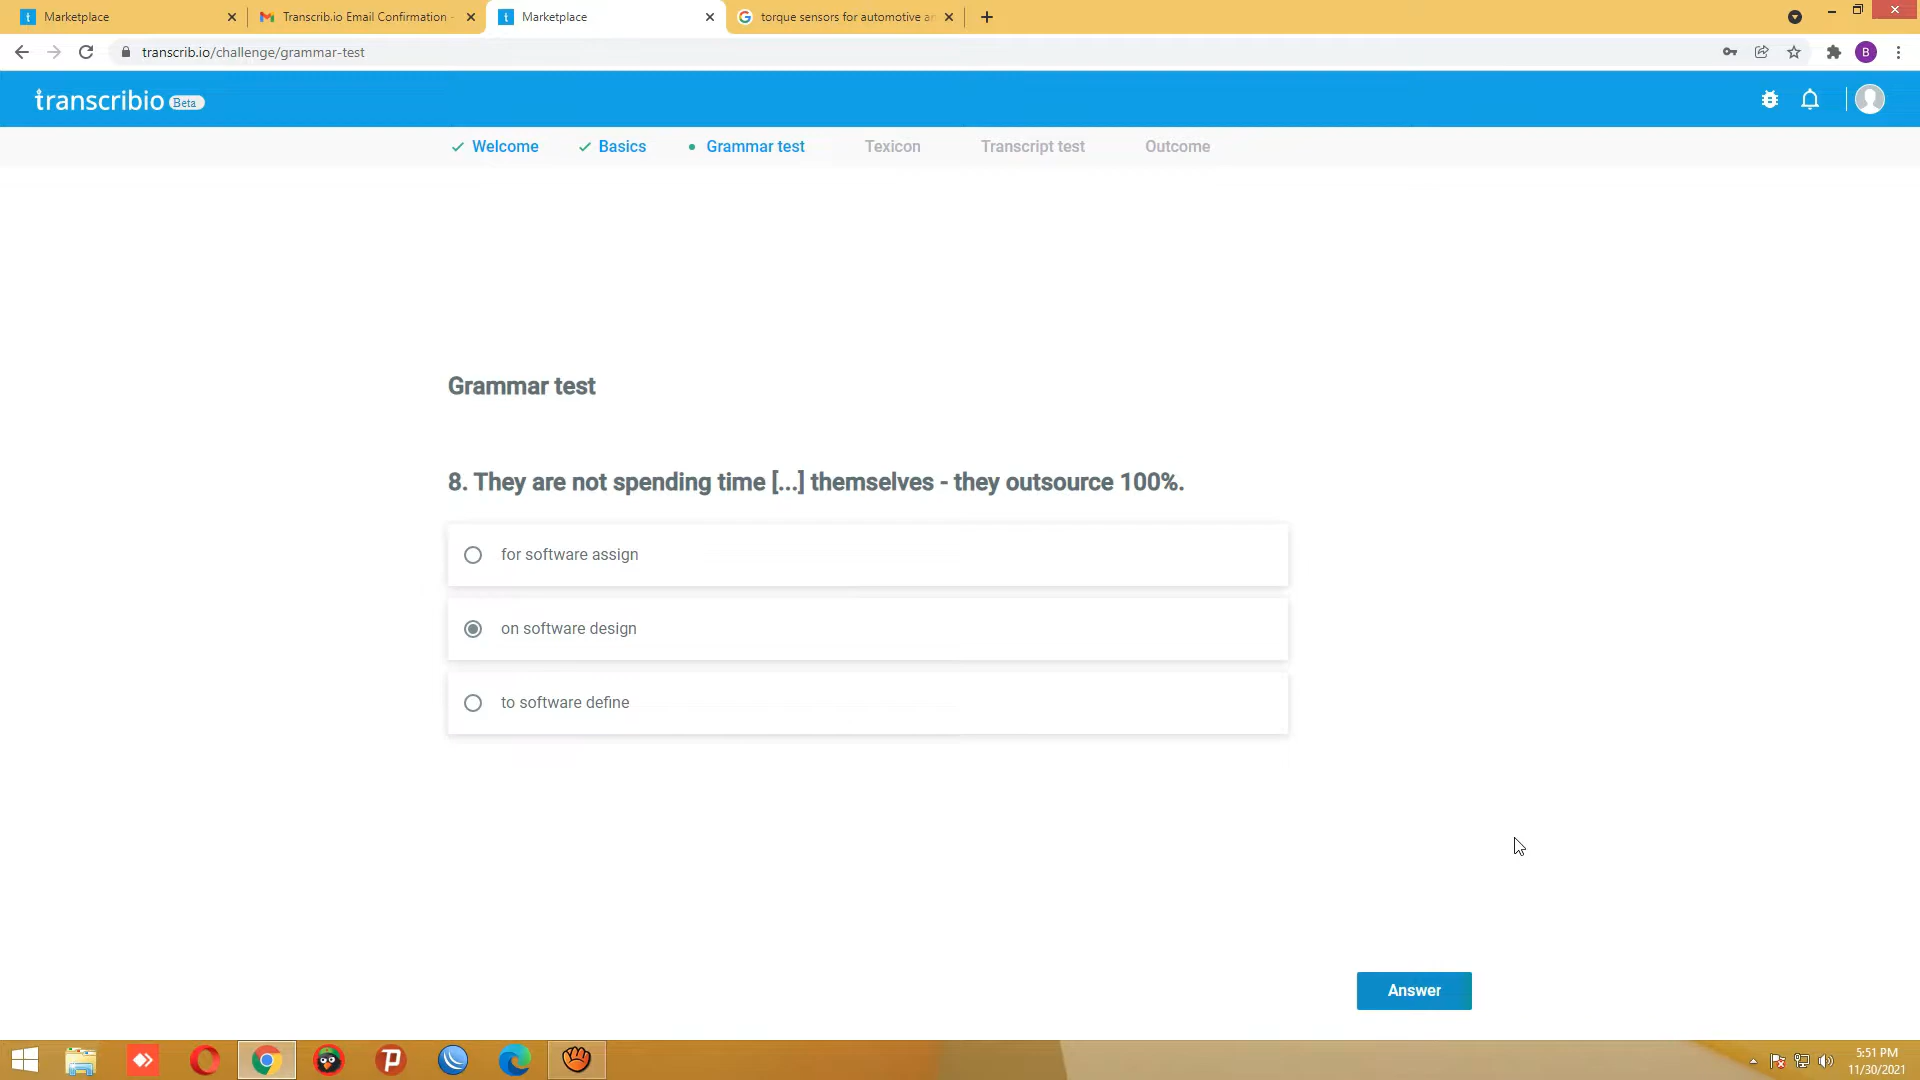 Marketplace
Transcrib.io Email Confirmation -
Marketplace
torque sensors for automotive a
transcrib.io/challenge/grammar-test
B
transcribio Beta
Welcome
Basics
Grammar test
Texicon
Transcript test
Outcome
Grammar test
8. They are not spending time [...] themselves - they outsource 100%.
for software assign
on software design
to software define
Answer
5:51 PM
11/30/2021